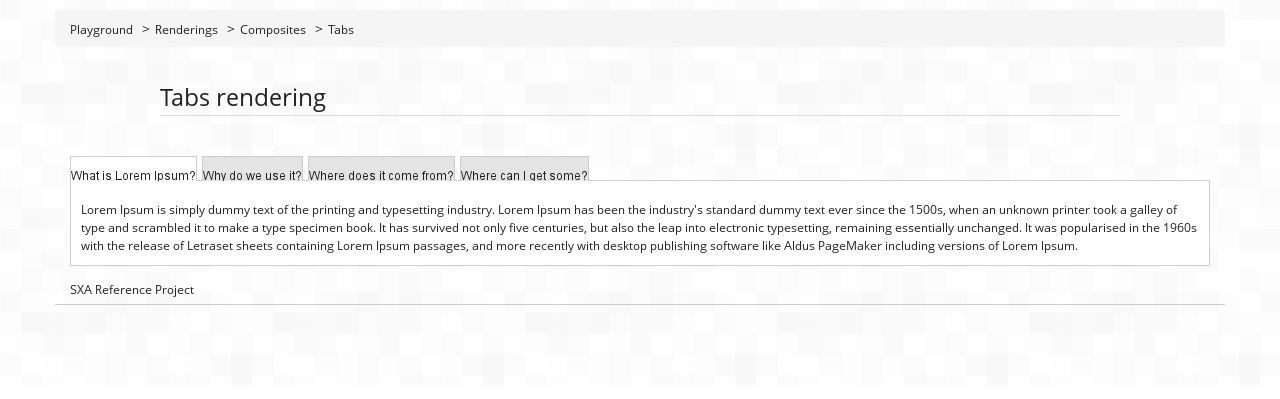 Playground > Renderings > Composites > Tabs
Tabs rendering
What is Lorem Ipsum? Why do we use it? Where does it come from? Where can I get some?
Lorem Ipsum is simply dummy text of the printing and typesetting industry. Lorem Ipsum has been the industry's standard dummy text ever since the 1500s, when an unknown printer took a galley of
type and scrambled it to make a type specimen book. It has survived not only five centuries, but also the leap into electronic typesetting, remaining essentially unchanged. It was popularised in the 1960s
with the release of Letraset sheets containing Lorem Ipsum passages, and more recently with desktop publishing software like Aldus PageMaker including versions of Lorem Ipsum.
SXA Reference Project